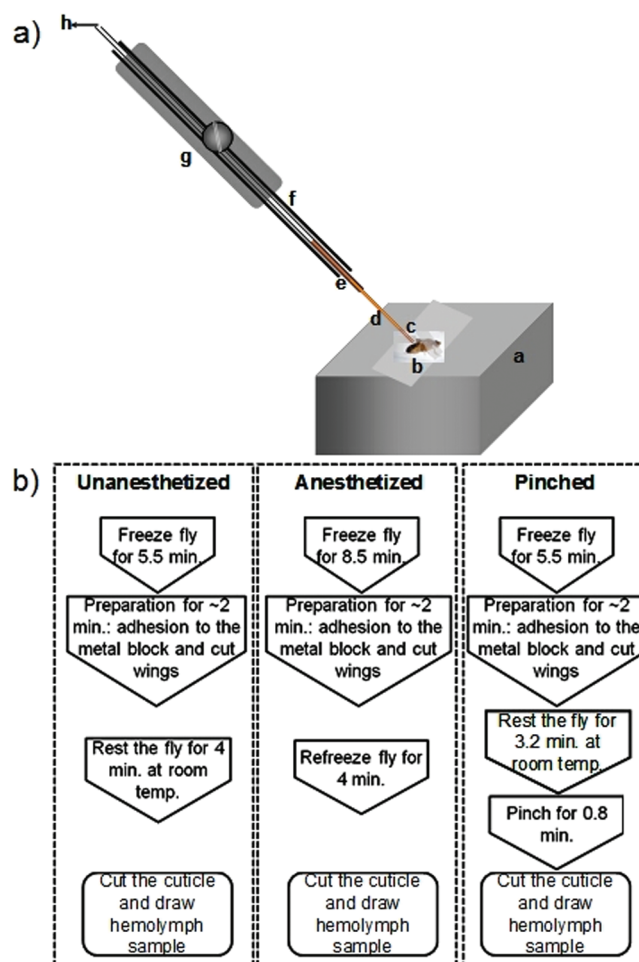 a)
h
g
f
e
d
c
b
a
b)
Unanesthetized
Freeze fly
for 5.5 min.
Preparation for ~2
min.: adhesion to the
metal block and cut
wings
Rest the fly for 4
min. at room
temp.
Cut the cuticle
and draw
hemolymph
sample
Anesthetized
Freeze fly
for 8.5 min.
Preparation for ~2
min.: adhesion to the
metal block and cut
wings
Refreeze fly for
4 min.
Cut the cuticle
and draw
hemolymph
sample
Pinched
Freeze fly
for 5.5 min.
Preparation for ~2
min.: adhesion to the
metal block and cut
wings
Rest the fly for
3.2 min. at
room temp.
Pinch for 0.8
min.
Cut the cuticle
and draw
hemolymph
sample